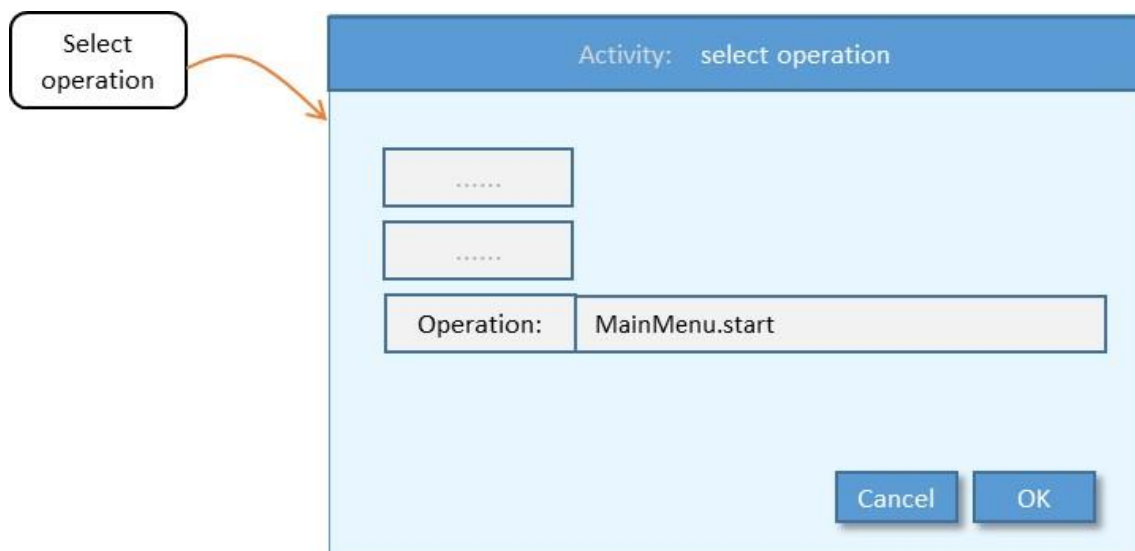 Select
operation
Activity: select operation
......
......
Operation: MainMenu.start
Cancel OK